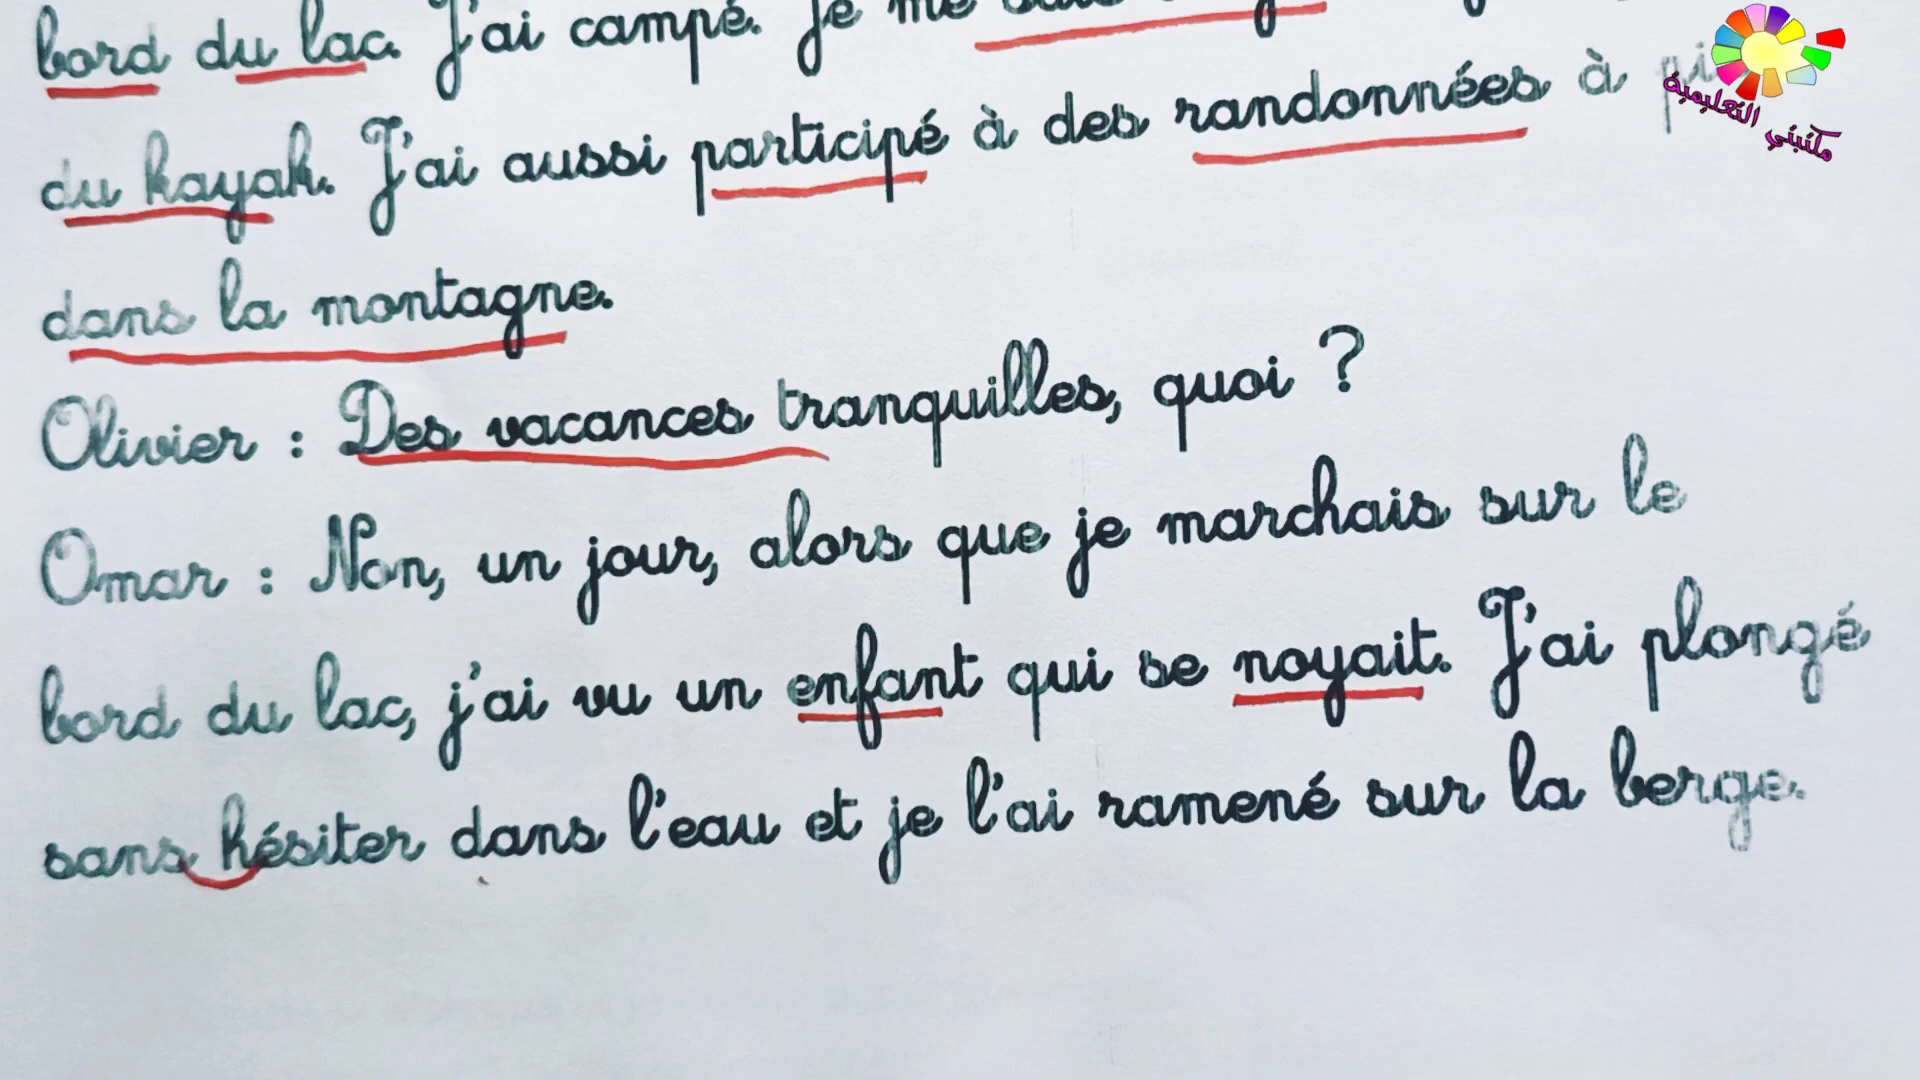 bord du lac. J'ai campé. Je me
du kayak. J'ai aussi participé à des randonnées à
dans la montagne.
Olivier : Des vacances tranquilles, quoi ?
Omar : Non, un jour, alors que je marchais sur le
bord du lac, j'ai vu un enfant qui se noyait. J'ai plongé
sans hésiter dans l'eau et je l'ai ramené sur la berge.
مكتبتي التعليمية